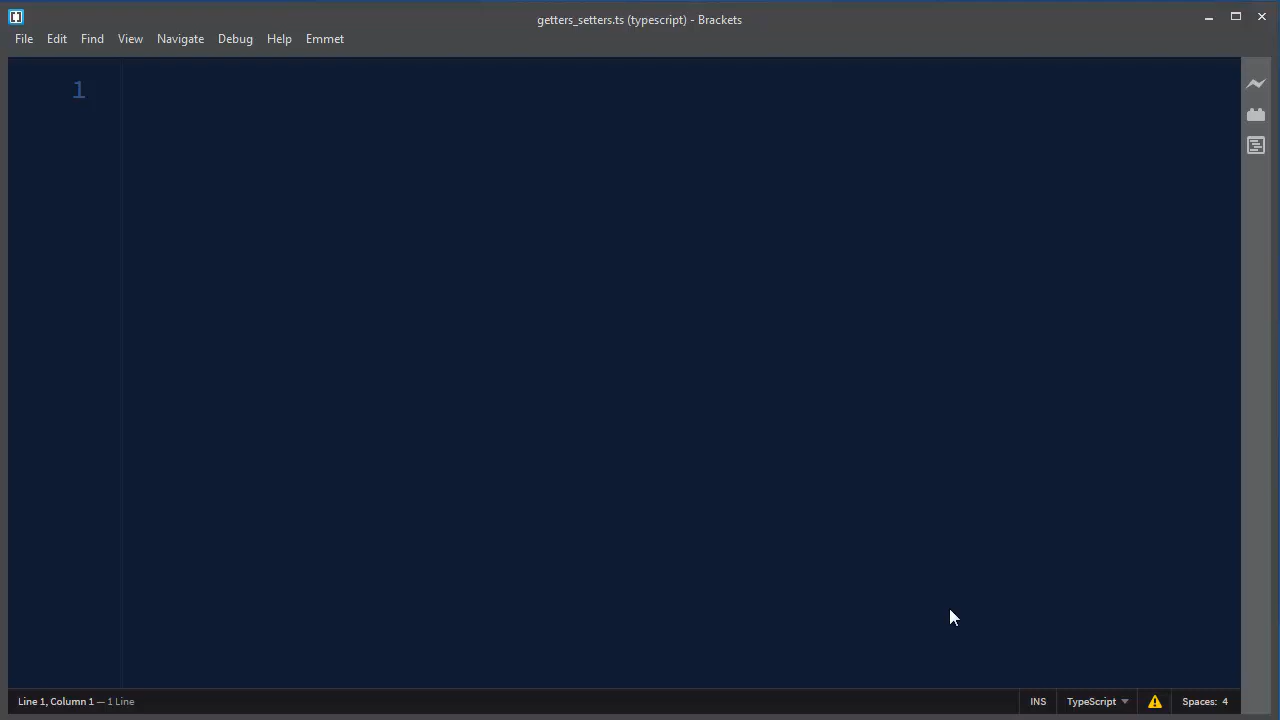 getters_setters.ts (typescript) - Brackets
File Edit Find View Navigate Debug Help Emmet
1
Line 1, Column 1 — 1 Line INS TypeScript Spaces: 4